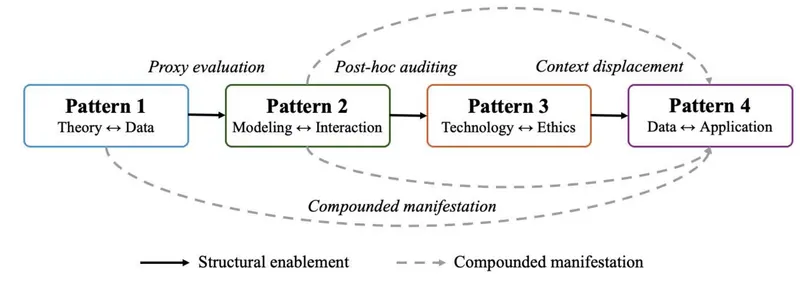 Proxy evaluation
Post-hoc auditing
Context displacement
Pattern 1
Theory ↔ Data
Pattern 2
Modeling ↔ Interaction
Pattern 3
Technology ↔ Ethics
Pattern 4
Data ↔ Application
Compounded manifestation
Structural enablement
Compounded manifestation